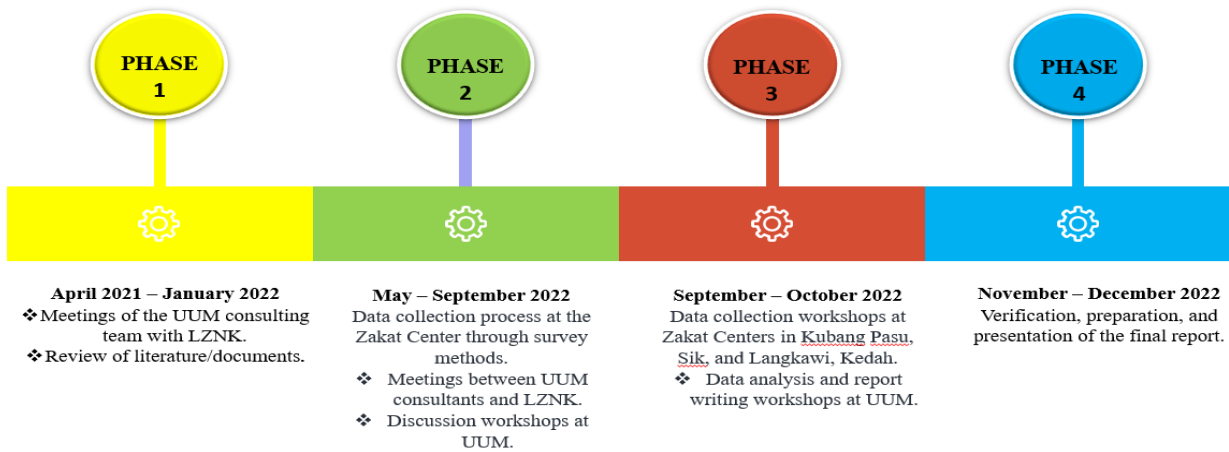 PHASE
1
PHASE
2
PHASE
3
PHASE
4
April 2021 – January 2022
❖Meetings of the UUM consulting
team with LZNK.
❖Review of literature/documents.
May – September 2022
Data collection process at the
Zakat Center through survey
methods.
❖ Meetings between UUM
consultants and LZNK.
❖ Discussion workshops at
UUM.
September – October 2022
Data collection workshops at
Zakat Centers in Kubang Pasu,
Sik, and Langkawi, Kedah.
❖ Data analysis and report
writing workshops at UUM.
November – December 2022
Verification, preparation, and
presentation of the final report.